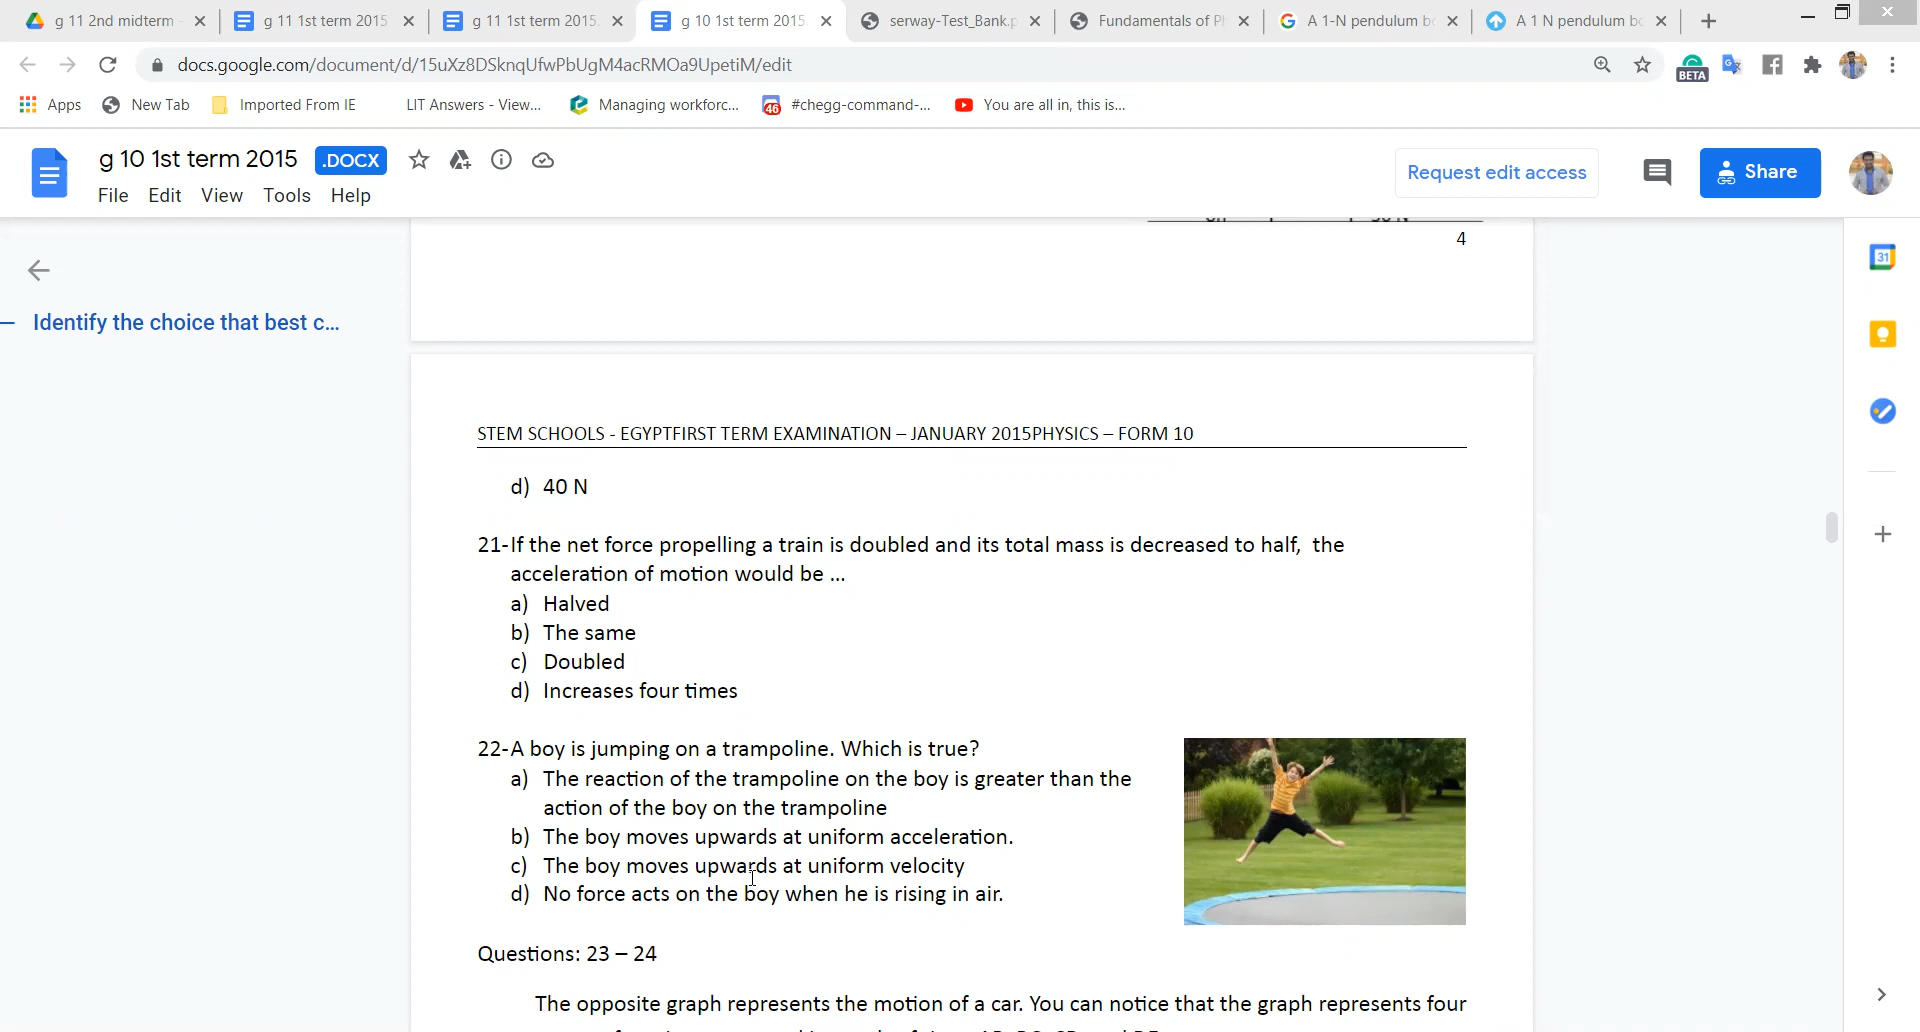 g 11 2nd midterm -
g 11 1st term 2015
g 11 1st term 2015.
g 10 1st term 2015.
serway-Test_Bank.p
Fundamentals of Ph
A 1-N pendulum bo
A 1 N pendulum bo
docs.google.com/document/d/15uXz8DSknqUfwPbUgM4acRMOa9UpetiM/edit
BETA
Apps
New Tab
Imported From IE
LIT Answers - View...
Managing workforc...
46
#chegg-command-...
You are all in, this is...
g 10 1st term 2015 .DOCX
File Edit View Tools Help
Request edit access
Share
31
4
Identify the choice that best c...
STEM SCHOOLS - EGYPTFIRST TERM EXAMINATION – JANUARY 2015PHYSICS – FORM 10
d) 40 N
21-If the net force propelling a train is doubled and its total mass is decreased to half, the
acceleration of motion would be ...
a) Halved
b) The same
c) Doubled
d) Increases four times
22-A boy is jumping on a trampoline. Which is true?
a) The reaction of the trampoline on the boy is greater than the
action of the boy on the trampoline
b) The boy moves upwards at uniform acceleration.
c) The boy moves upwards at uniform velocity
d) No force acts on the boy when he is rising in air.
Questions: 23 – 24
The opposite graph represents the motion of a car. You can notice that the graph represents four